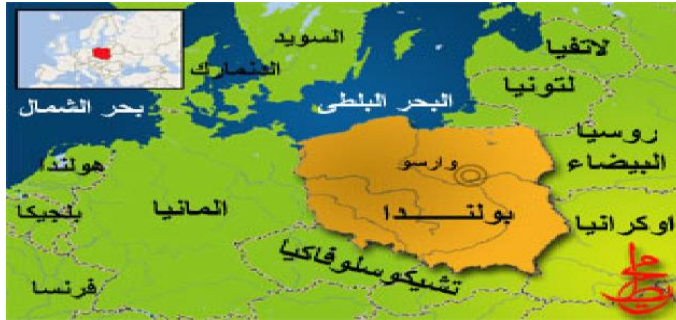 السويد
الدنمارك
لاتفيا
لتونيا
بحر الشمال
البحر البلطى
روسيا
البيضاء
هولندا
وارسو
بلجيكا
المانيا
بولنـــــدا
اوكرانيا
تشيكوسلوفاكيا
فرنسا